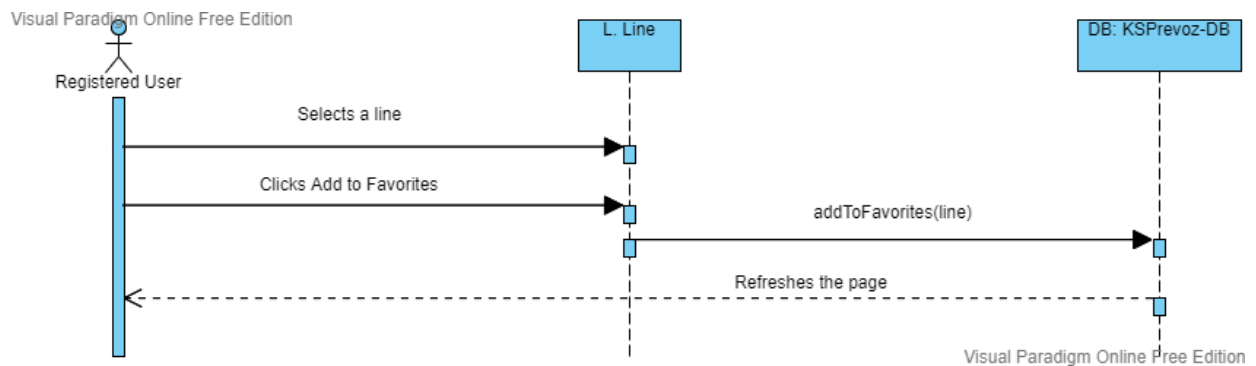 Visual Paradigm Online Free Edition
Registered User
L. Line
DB: KSPrevoz-DB
Selects a line
Clicks Add to Favorites
addToFavorites(line)
Refreshes the page
Visual Paradigm Online Free Edition